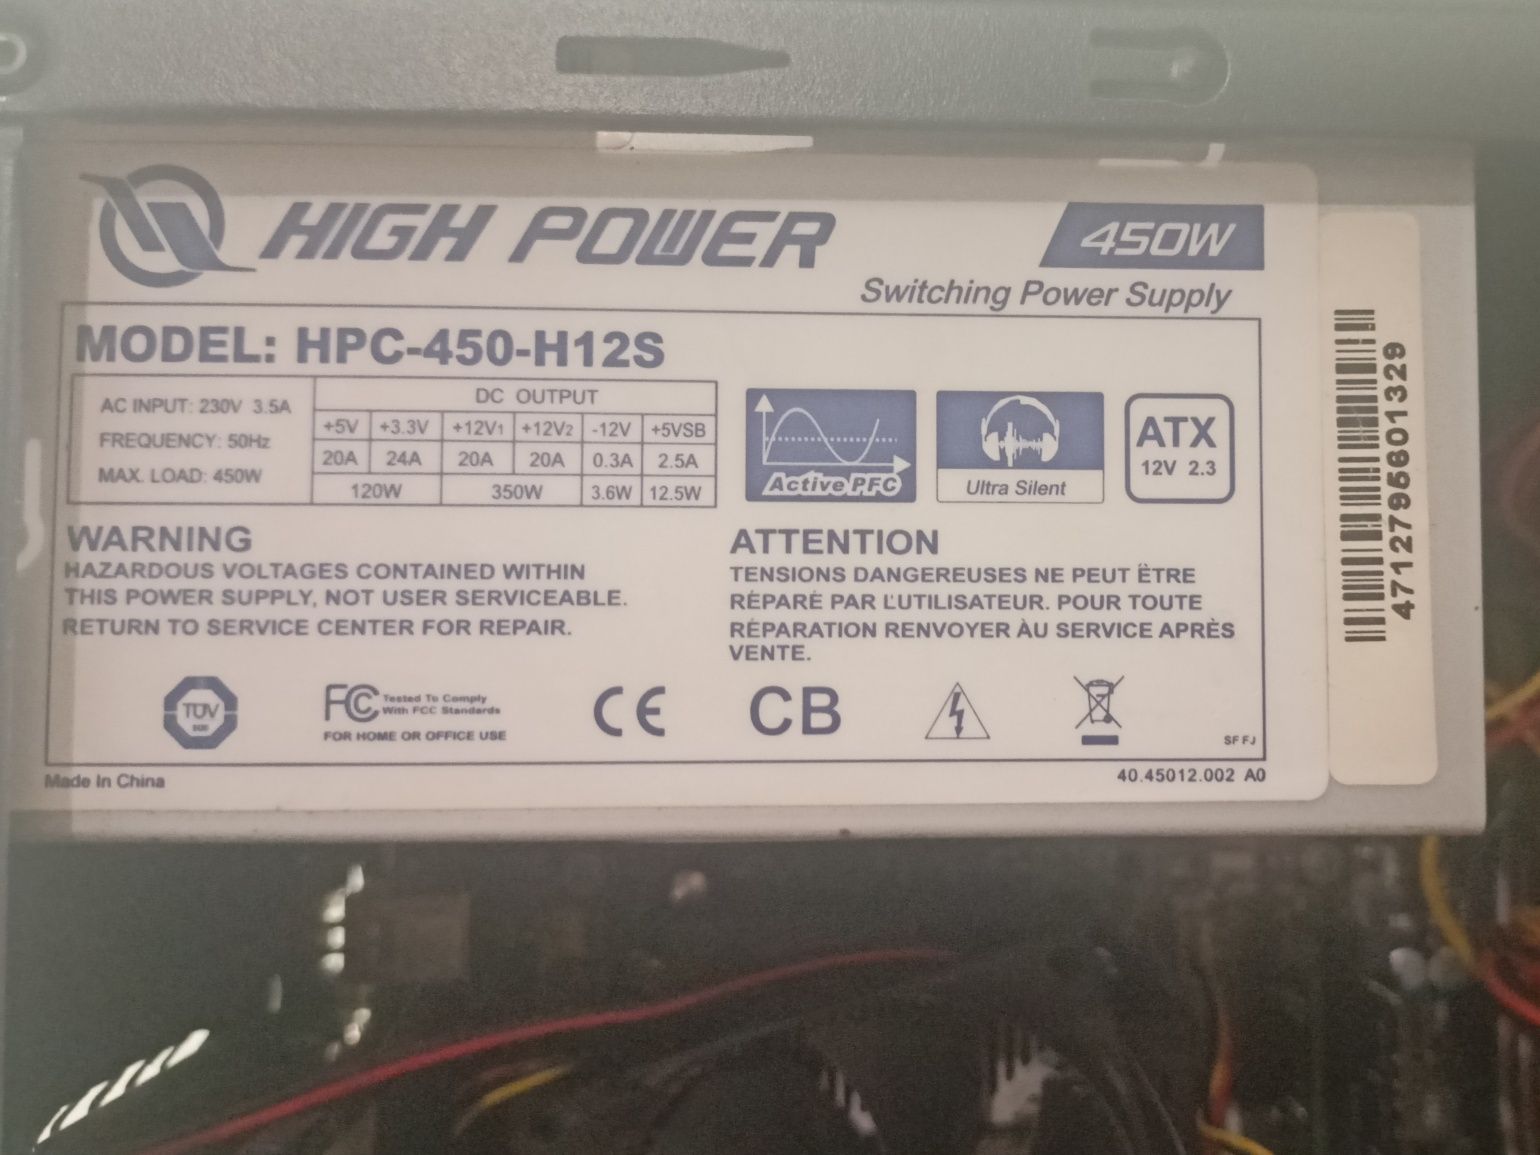 HIGH POWER
450W
Switching Power Supply
MODEL: HPC-450-H12S
AC INPUT: 230V 3.5A
FREQUENCY: 50Hz
MAX. LOAD: 450W
DC OUTPUT
+5V +3.3V +12V1 +12V2 -12V +5VSB
20A 24A 20A 20A 0.3A 2.5A
120W 350W 3.6W 12.5W
Active PFC
Ultra Silent
ATX
12V 2.3
WARNING
HAZARDOUS VOLTAGES CONTAINED WITHIN
THIS POWER SUPPLY, NOT USER SERVICEABLE.
RETURN TO SERVICE CENTER FOR REPAIR.
ATTENTION
TENSIONS DANGEREUSES NE PEUT ËTRE
RÉPARÉ PAR L'UTILISATEUR. POUR TOUTE
RÉPARATION RENVOYER ÀU SERVICE APRÈS
VENTE.
TÜV
FC Tested To Comply
With FCC Standards
FOR HOME OR OFFICE USE
CE
CB
SF FJ
Made In China
40.45012.002 A0
4712795601329